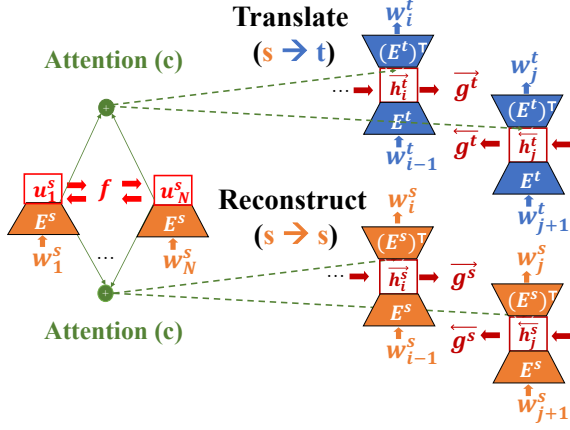 Translate
(s → t)
Attention (c)
w_i^t
(E^t)^⊤
... →h_i^t →g^t
E^t
w_{i-1}^t
w_j^t
(E^t)^⊤
←g^t ←h_j^t
E^t
w_{j+1}^t
u_1^s f u_N^s
E^s E^s
w_1^s ... w_N^s
Reconstruct
(s → s)
Attention (c)
w_i^s
(E^s)^⊤
... →h_i^s →g^s
E^s
w_{i-1}^s
w_j^s
(E^s)^⊤
←g^s ←h_j^s
E^s
w_{j+1}^s